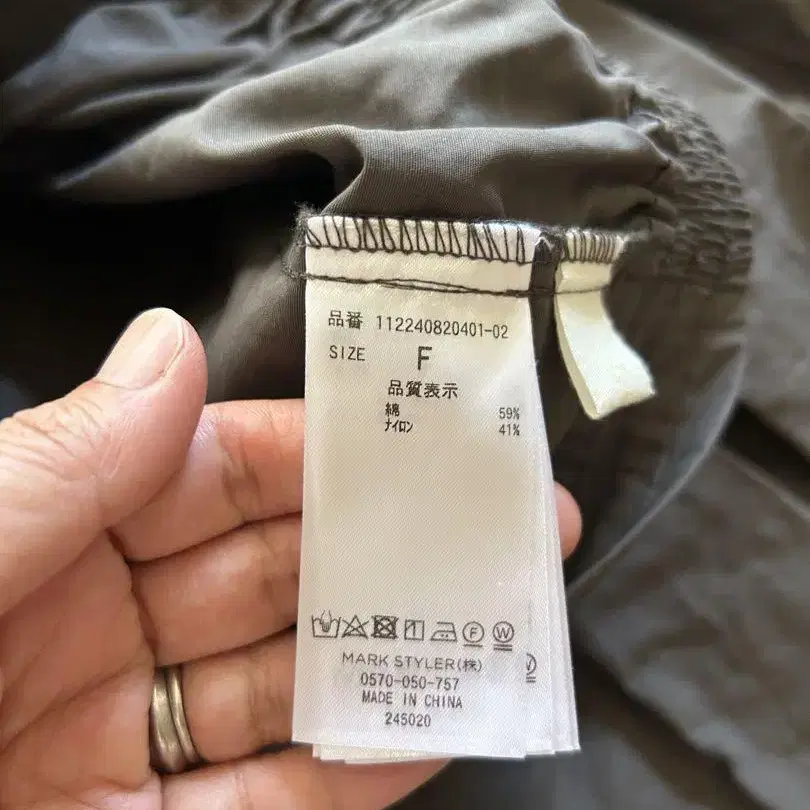 品番 112240820401-02
SIZE F
品質表示
綿 59%
ナイロン 41%
F W
MARK STYLER(株)
0570-050-757
MADE IN CHINA
245020